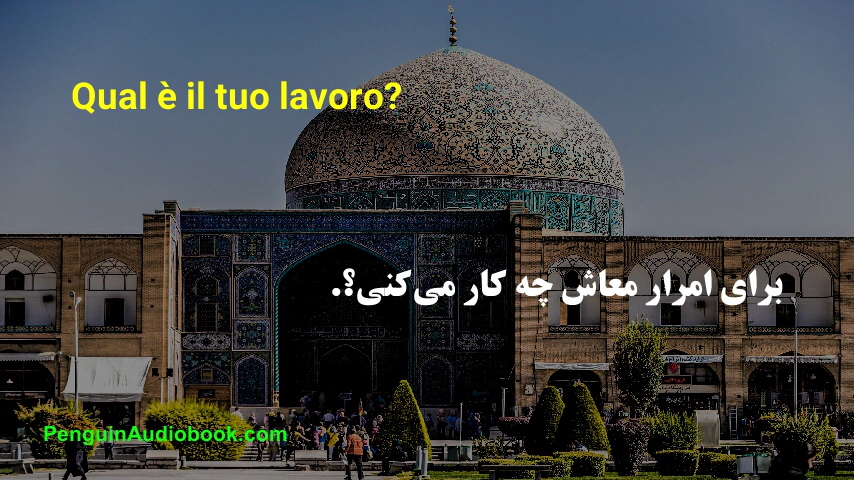 Qual è il tuo lavoro?
برای امرار معاش چه کار می‌کنی؟.
PenguinAudiobook.com